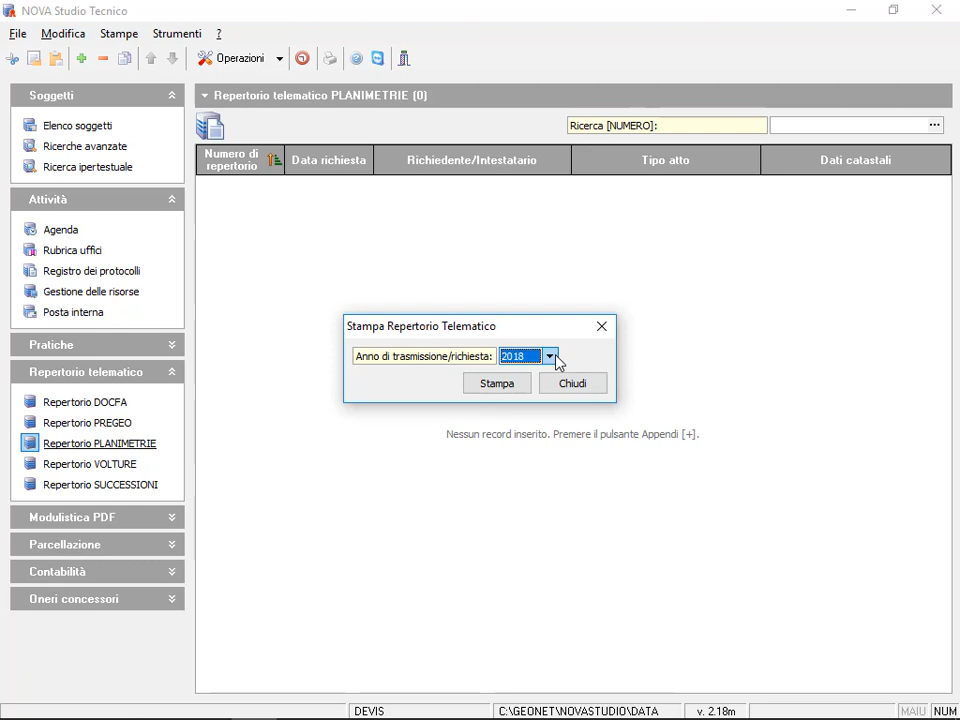 NOVA Studio Tecnico
File Modifica Stampe Strumenti ?
Operazioni
Soggetti
Elenco soggetti
Ricerche avanzate
Ricerca ipertestuale
Attività
Agenda
Rubrica uffici
Registro dei protocolli
Gestione delle risorse
Posta interna
Pratiche
Repertorio telematico
Repertorio DOCFA
Repertorio PREGEO
Repertorio PLANIMETRIE
Repertorio VOLTURE
Repertorio SUCCESSIONI
Modulistica PDF
Parcellazione
Contabilità
Oneri concessori
Repertorio telematico PLANIMETRIE (0)
Ricerca [NUMERO]:
Numero di repertorio Data richiesta Richiedente/Intestatario Tipo atto Dati catastali
Stampa Repertorio Telematico
Anno di trasmissione/richiesta: 2018
Stampa Chiudi
Nessun record inserito. Premere il pulsante Appendi [+].
DEVIS C:\GEONET\NOVASTUDIO\DATA v. 2.18m MAIU NUM